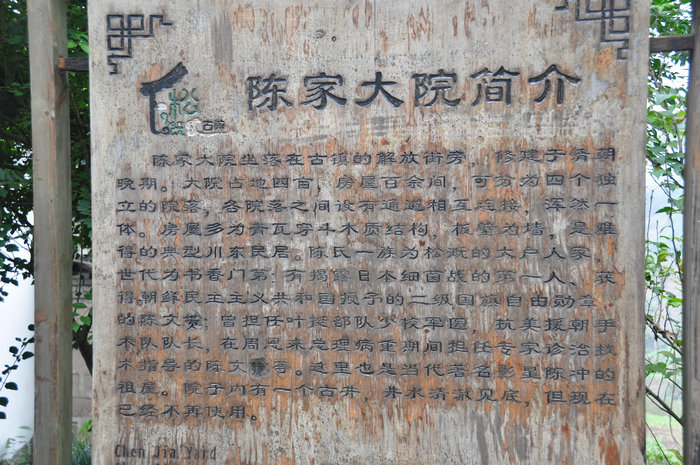 陈家大院简介
松溉
古镇
陈家大院坐落在古镇的解放街旁，修建于清朝
晚期。大院占地四亩，房屋百余间，可分为四个独
立的院落，各院落之间设有通道相互连接，浑然一
体。房屋多为青瓦穿斗木质结构，板壁为墙，是难
得的典型川东民居。陈氏一族为松溉的大户人家，
世代为书香门第，有揭露日本细菌战的第一人、获
得朝鲜民主主义共和国授予的二级国旗自由勋章
的陈文贵；曾担任叶挺部队少校军医、抗美援朝手
术队队长，在周恩来总理病重期间担任专家诊治
术指导的陈文 等。这里也是当代著名影星陈冲的
祖屋。院子内有一个古井，井水清澈见底，但现在
已经不再使用。
Chen Jia Yard